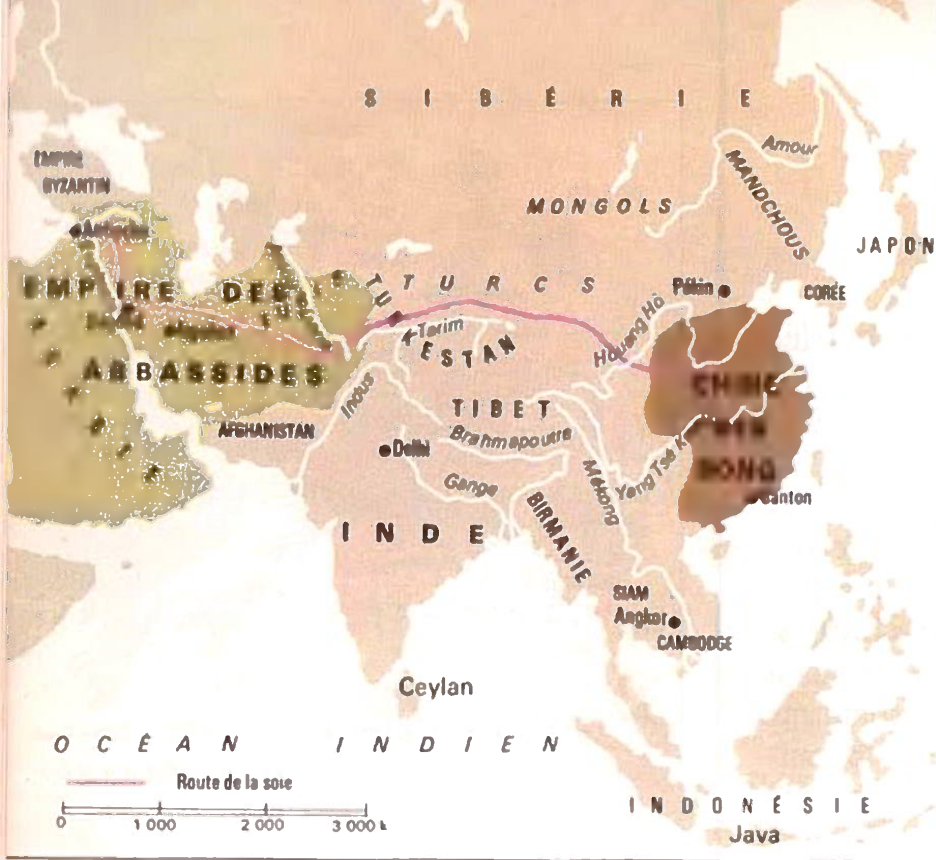 SIBÉRIE
Amour
EMPIRE
BYZANTIN
MANDCHOUS
MONGOLS
JAPON
TURCS
Pékin
CORÉE
EMPIRE DES
TURKESTAN
Tarim
Houang Hô
ABBASSIDES
CHINE
Indus
TIBET
AFGHANISTAN
Brahmapoutre
Delhi
SONG
Gange
Mékong
Yang Tsé K
Canton
INDE
BIRMANIE
SIAM
Angkor
CAMBODGE
Ceylan
OCÉAN INDIEN
Route de la soie
0 1 000 2 000 3 000 k
INDONÉSIE
Java